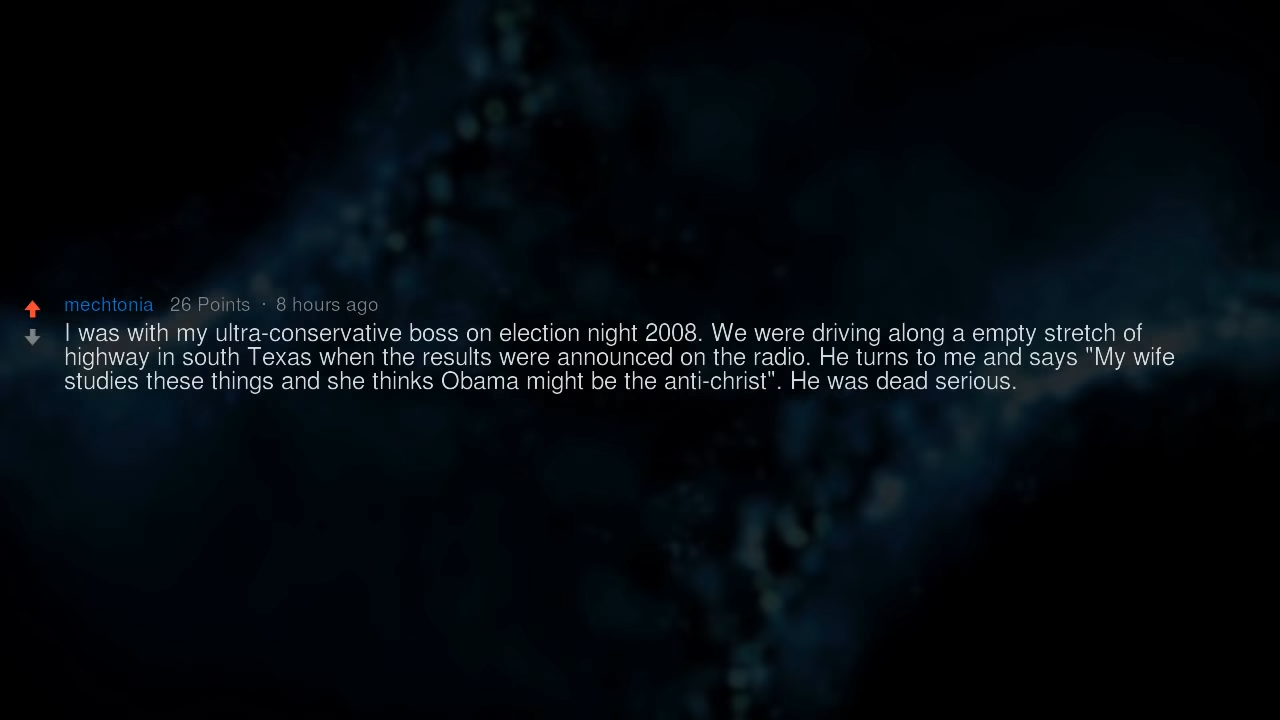 mechtonia 26 Points · 8 hours ago
I was with my ultra-conservative boss on election night 2008. We were driving along a empty stretch of
highway in south Texas when the results were announced on the radio. He turns to me and says "My wife
studies these things and she thinks Obama might be the anti-christ". He was dead serious.